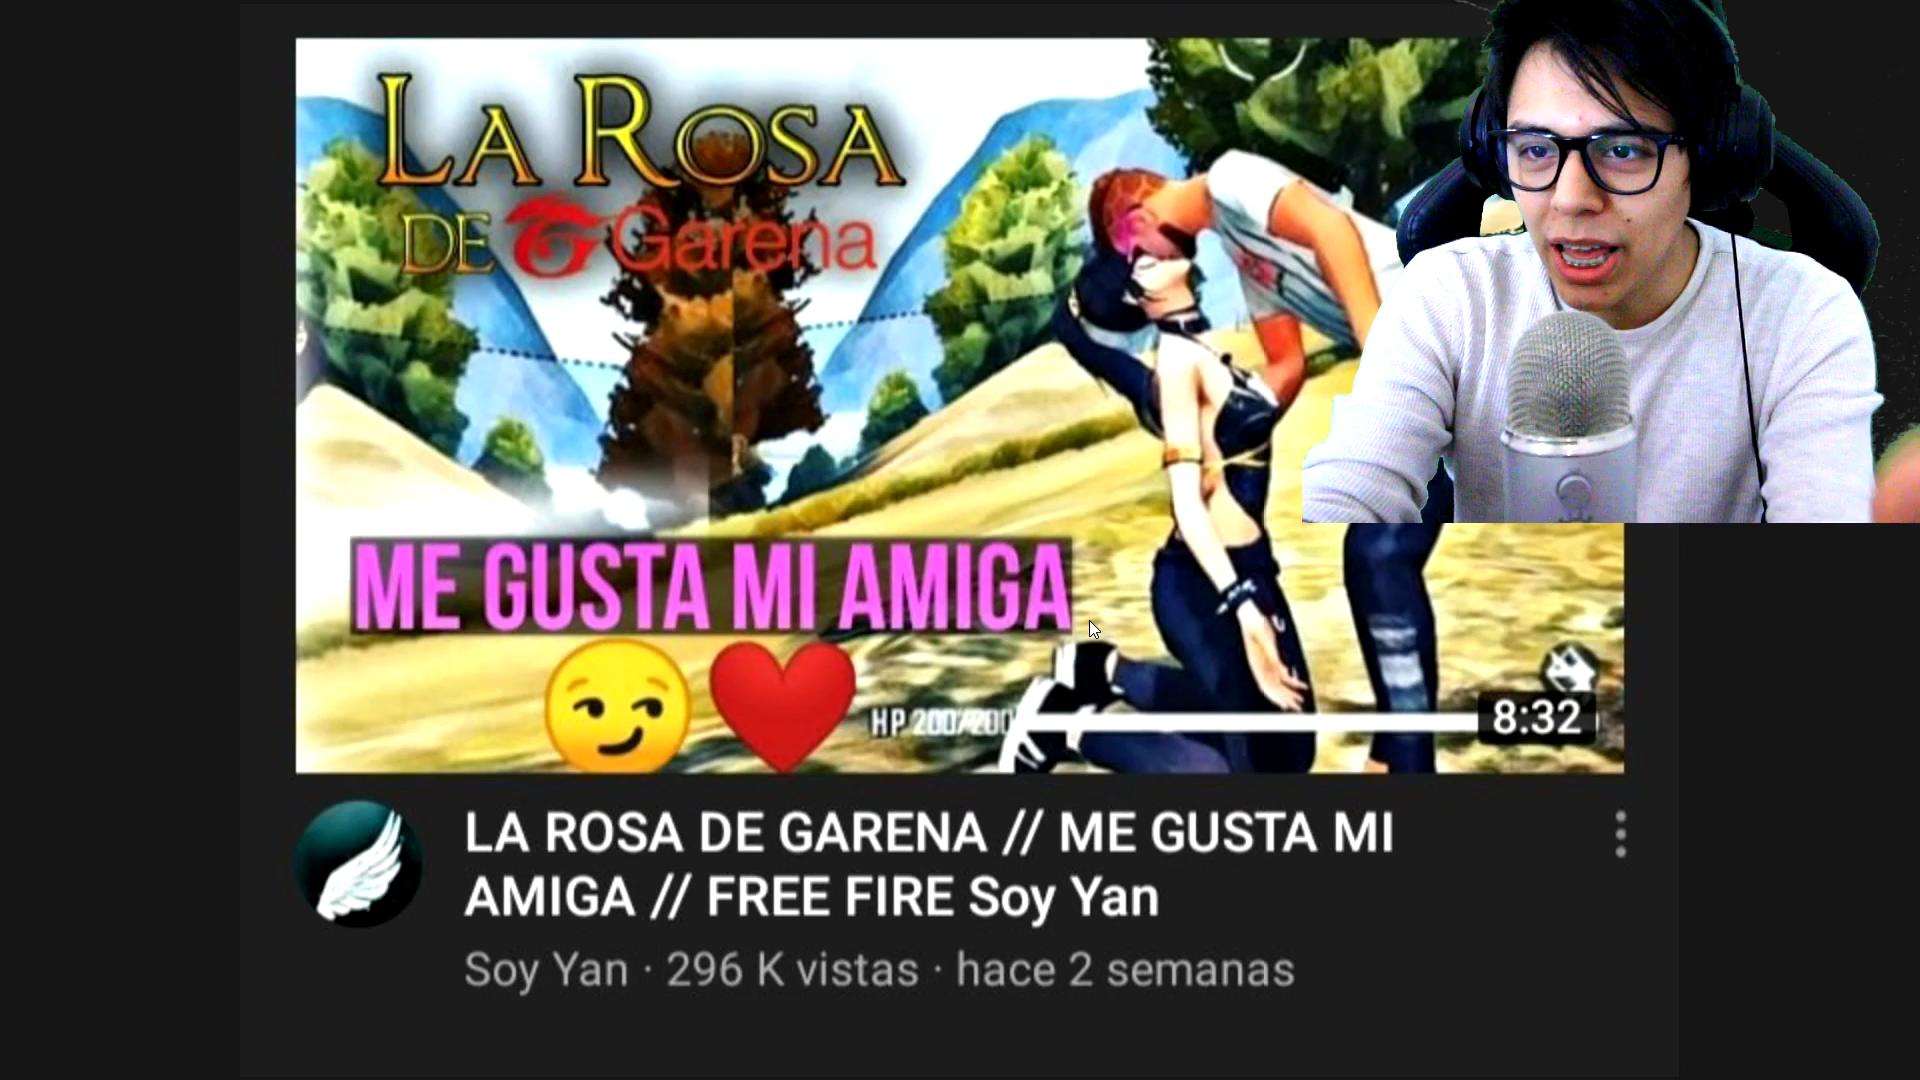 LA ROSA
DE Garena
ME GUSTA MI AMIGA
HP 200/200
8:32
LA ROSA DE GARENA // ME GUSTA MI
AMIGA // FREE FIRE Soy Yan
Soy Yan · 296 K vistas · hace 2 semanas